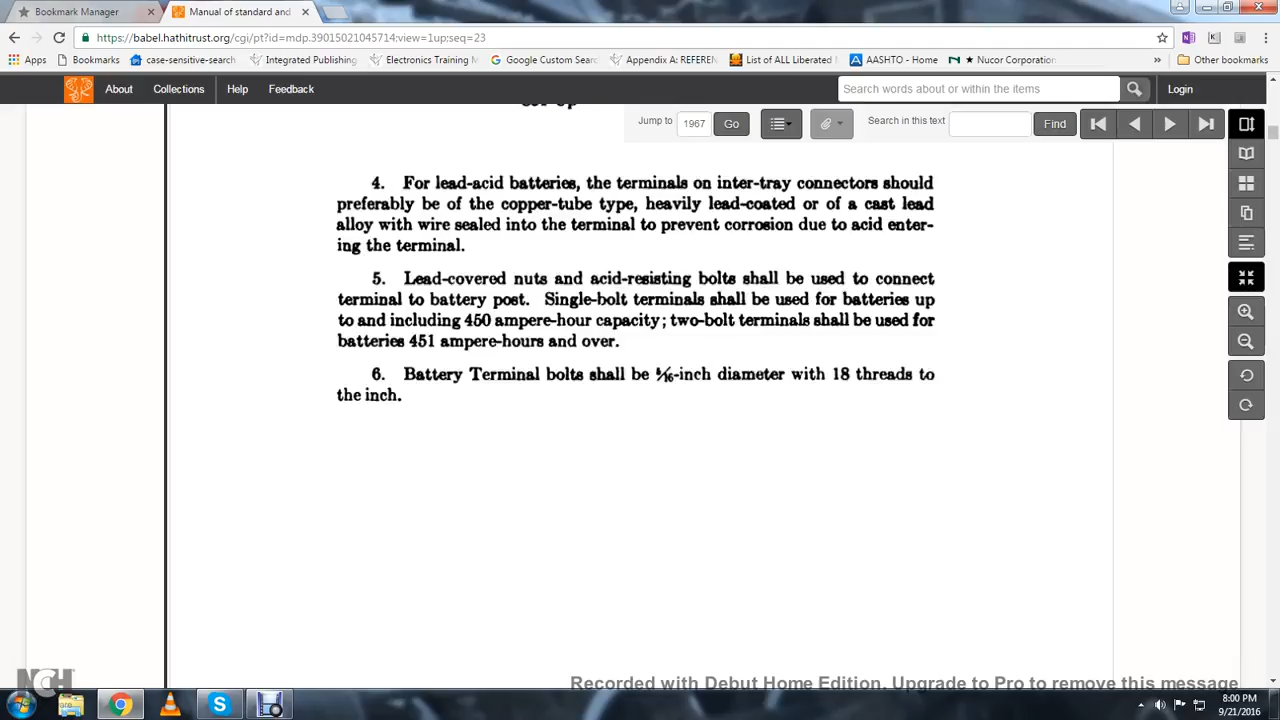 Bookmark Manager
Manual of standard and
https://babel.hathitrust.org/cgi/pt?id=mdp.39015021045714;view=1up;seq=23
Apps Bookmarks case-sensitive-search Integrated Publishing Electronics Training Google Custom Sear Appendix A: REFEREN List of ALL Liberated AASHTO - Home Nucor Corporation » Other bookmarks
About Collections Help Feedback Search words about or within the items Login
Jump to 1967 Go Search in this text Find
4. For lead-acid batteries, the terminals on inter-tray connectors should
preferably be of the copper-tube type, heavily lead-coated or of a cast lead
alloy with wire sealed into the terminal to prevent corrosion due to acid enter-
ing the terminal.
5. Lead-covered nuts and acid-resisting bolts shall be used to connect
terminal to battery post. Single-bolt terminals shall be used for batteries up
to and including 450 ampere-hour capacity; two-bolt terminals shall be used for
batteries 451 ampere-hours and over.
6. Battery Terminal bolts shall be 5/16-inch diameter with 18 threads to
the inch.
NCH
Recorded with Debut Home Edition. Upgrade to Pro to remove this message
8:00 PM
9/21/2016